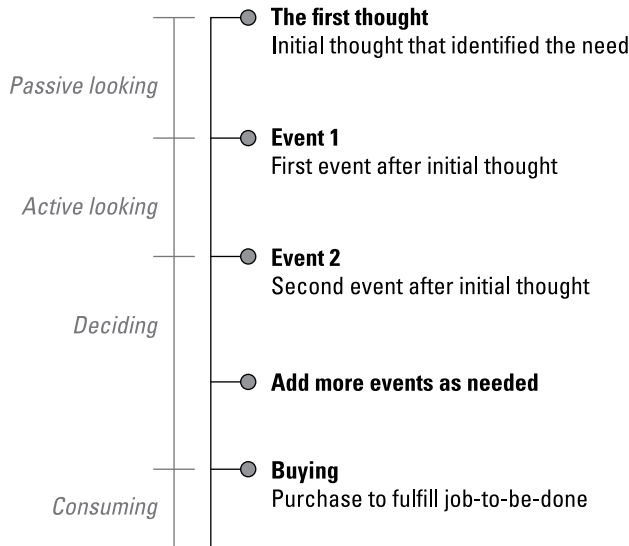 The first thought
Initial thought that identified the need
Passive looking
Event 1
First event after initial thought
Active looking
Event 2
Second event after initial thought
Deciding
Add more events as needed
Buying
Purchase to fulfill job-to-be-done
Consuming